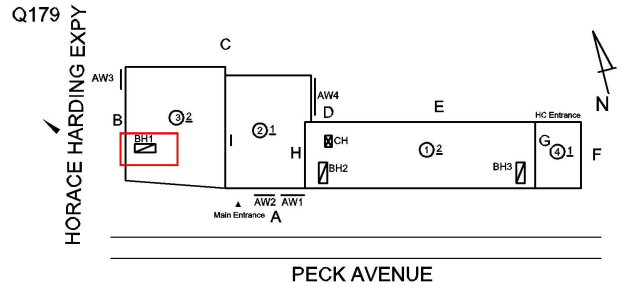 Q179
HORACE HARDING EXPY
C
AW3
AW4
B
D
E
HC Entrance
N
③ 2
② 1
BH1
I
H
CH
① 2
G
④ 1
F
BH2
BH3
AW2 AW1
Main Entrance
A
PECK AVENUE